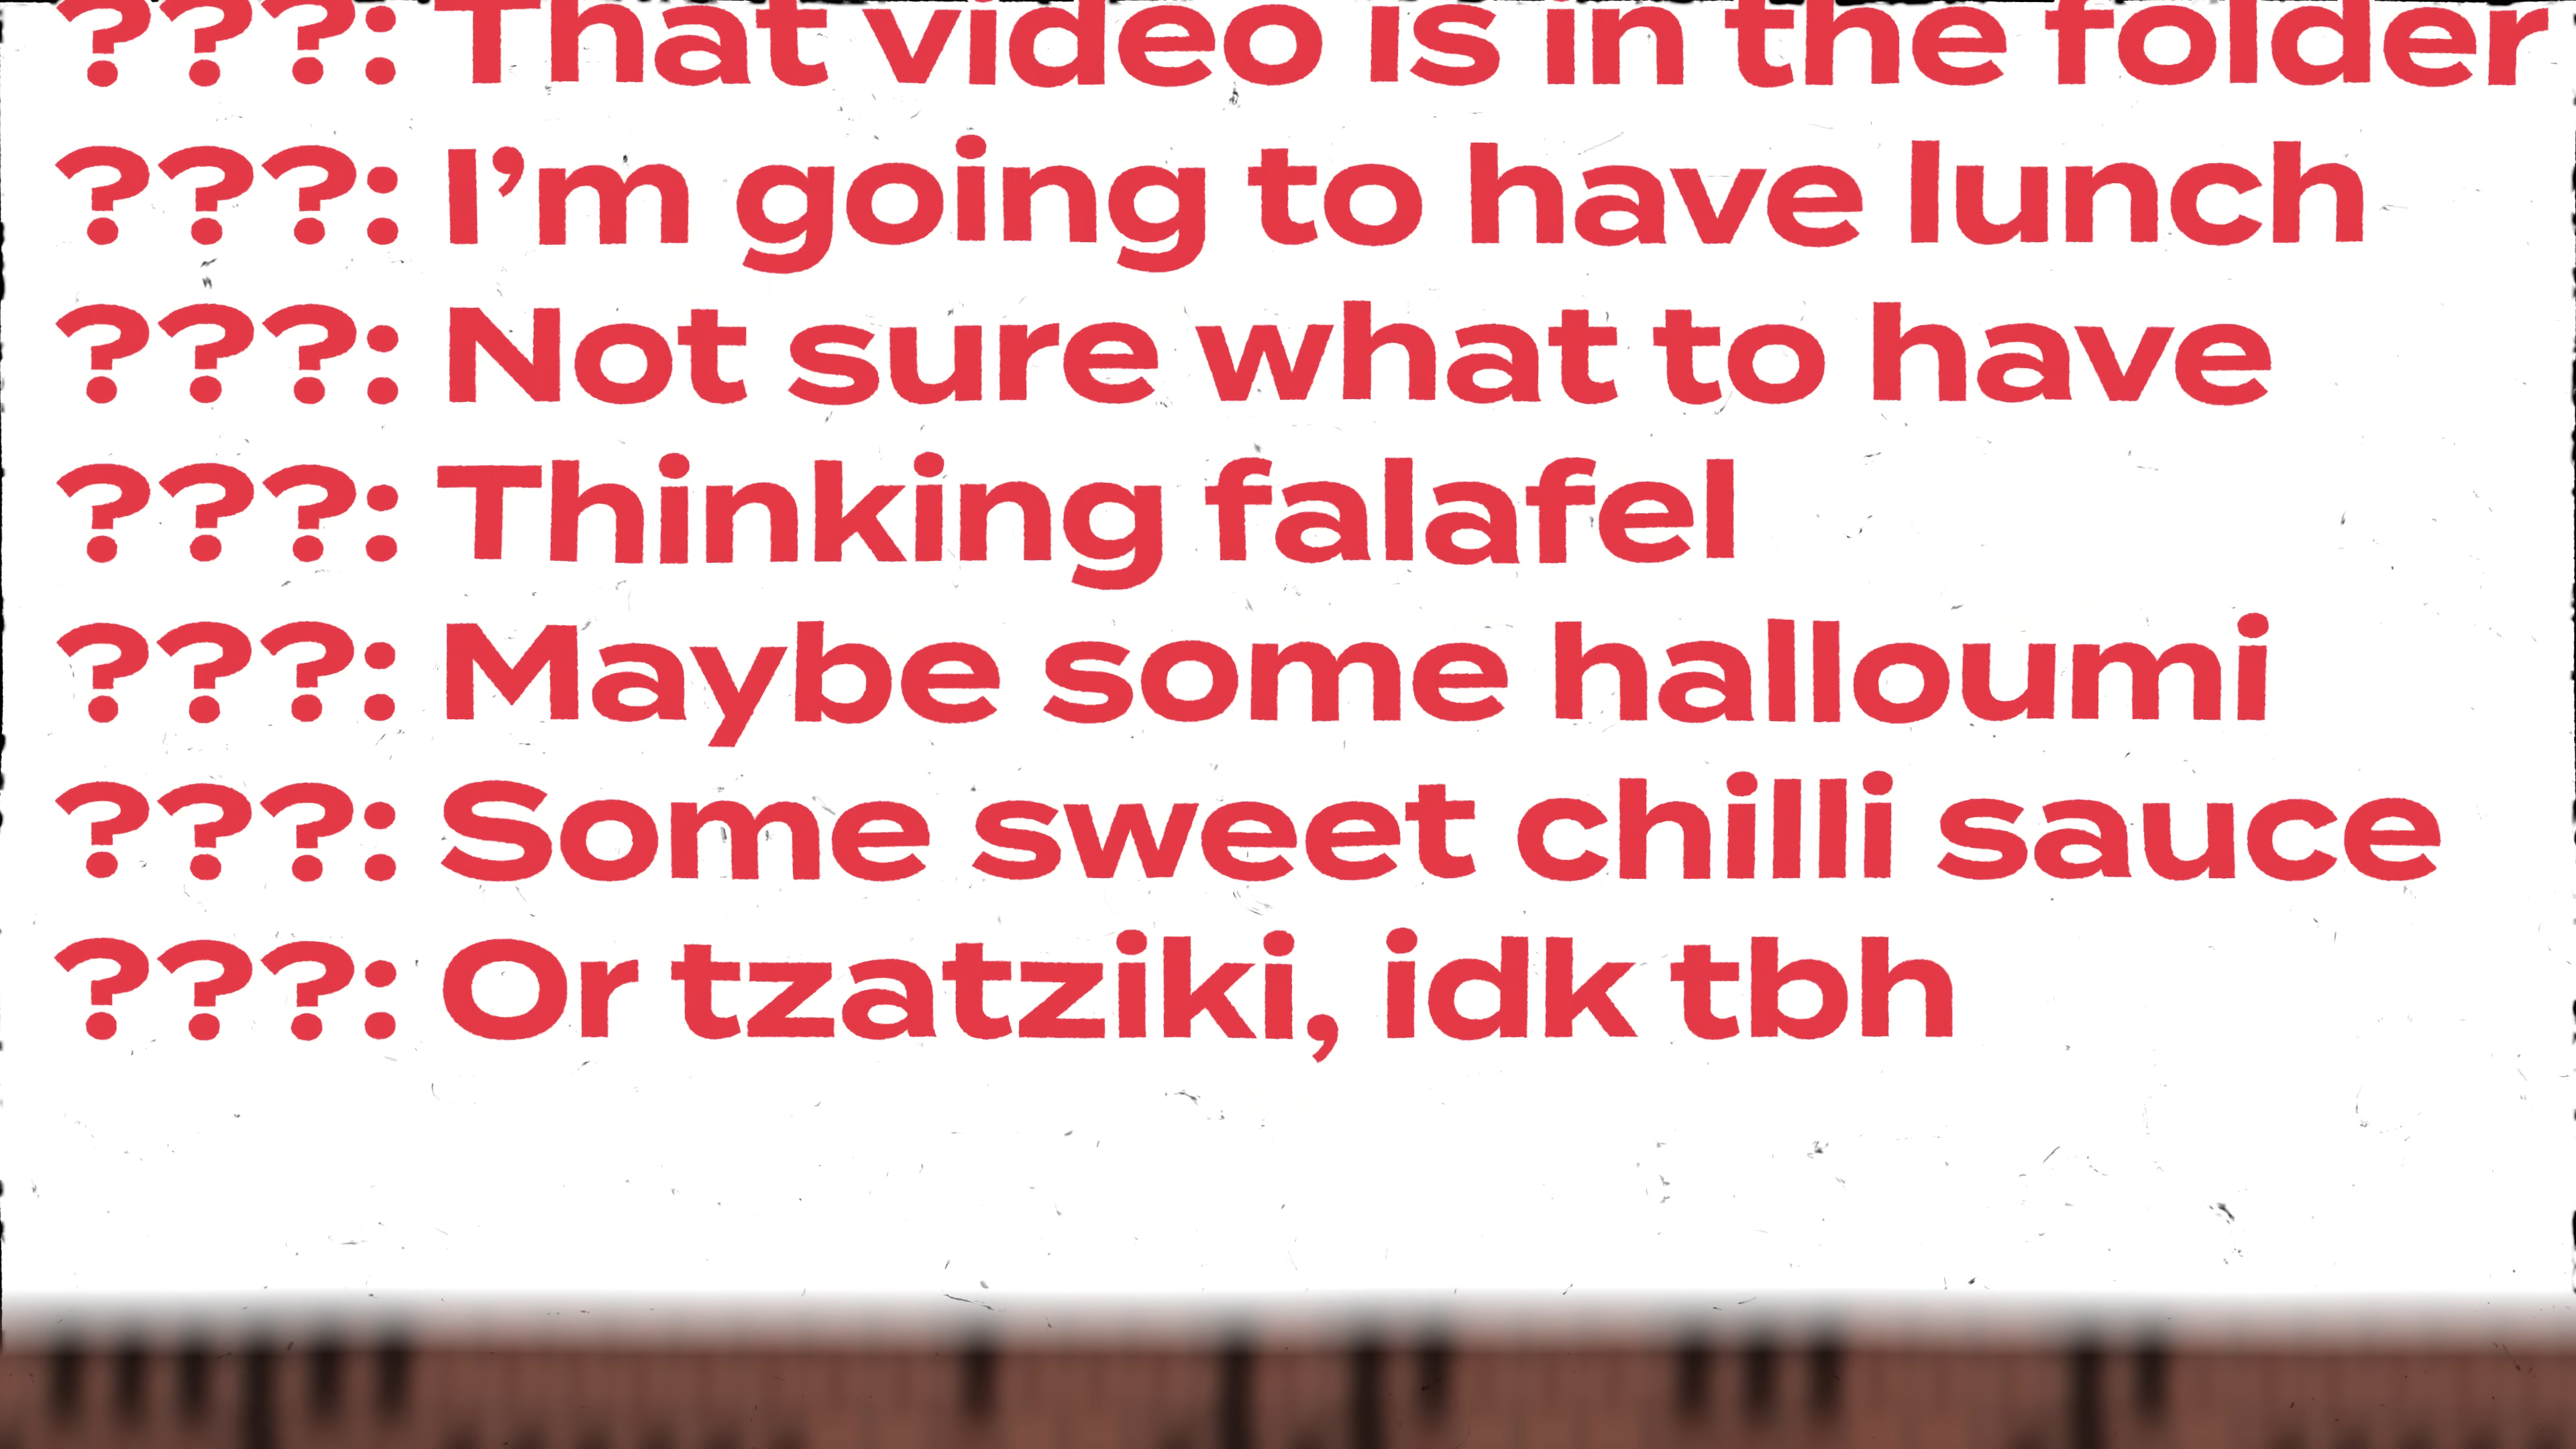 ???: That video is in the folder
???: I’m going to have lunch
???: Not sure what to have
???: Thinking falafel
???: Maybe some halloumi
???: Some sweet chilli sauce
???: Or tzatziki, idk tbh